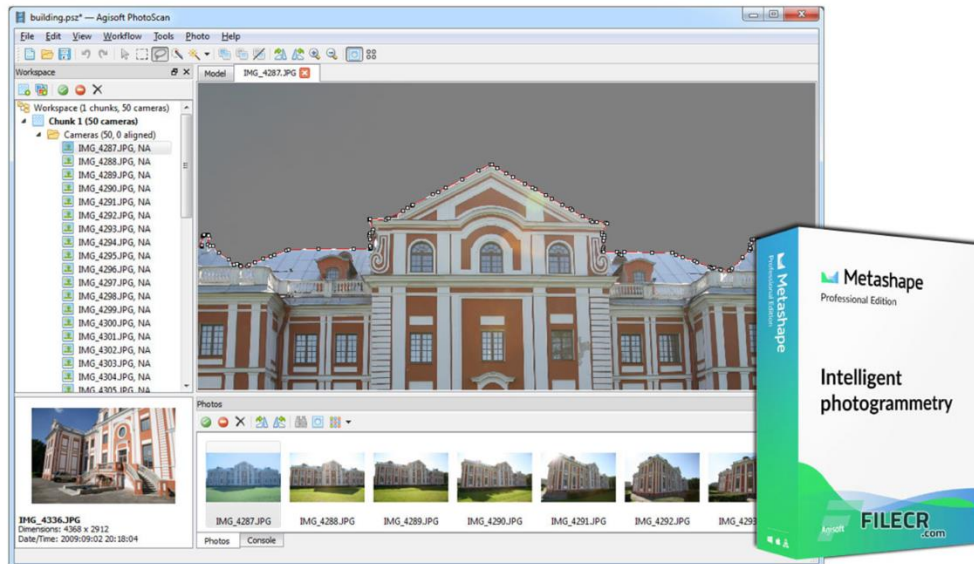 building.psz* — Agisoft PhotoScan
File Edit View Workflow Tools Photo Help
Workspace
Model IMG_4287.JPG
Workspace (1 chunks, 50 cameras)
Chunk 1 (50 cameras)
Cameras (50, 0 aligned)
IMG_4287.JPG, NA
IMG_4288.JPG, NA
IMG_4289.JPG, NA
IMG_4290.JPG, NA
IMG_4291.JPG, NA
IMG_4292.JPG, NA
IMG_4293.JPG, NA
IMG_4294.JPG, NA
IMG_4295.JPG, NA
IMG_4296.JPG, NA
IMG_4297.JPG, NA
IMG_4298.JPG, NA
IMG_4299.JPG, NA
IMG_4300.JPG, NA
IMG_4301.JPG, NA
IMG_4302.JPG, NA
IMG_4303.JPG, NA
IMG_4304.JPG, NA
IMG_4305.JPG, NA
IMG_4336.JPG
Dimensions: 4368 x 2912
Date/Time: 2009:09:02 20:18:04
Photos
IMG_4287.JPG IMG_4288.JPG IMG_4289.JPG IMG_4290.JPG IMG_4291.JPG IMG_4292.JPG IMG_4293
Photos Console
Metashape
Professional Edition
Metashape
Professional Edition
Intelligent
photogrammetry
Agisoft
FILECR
.com